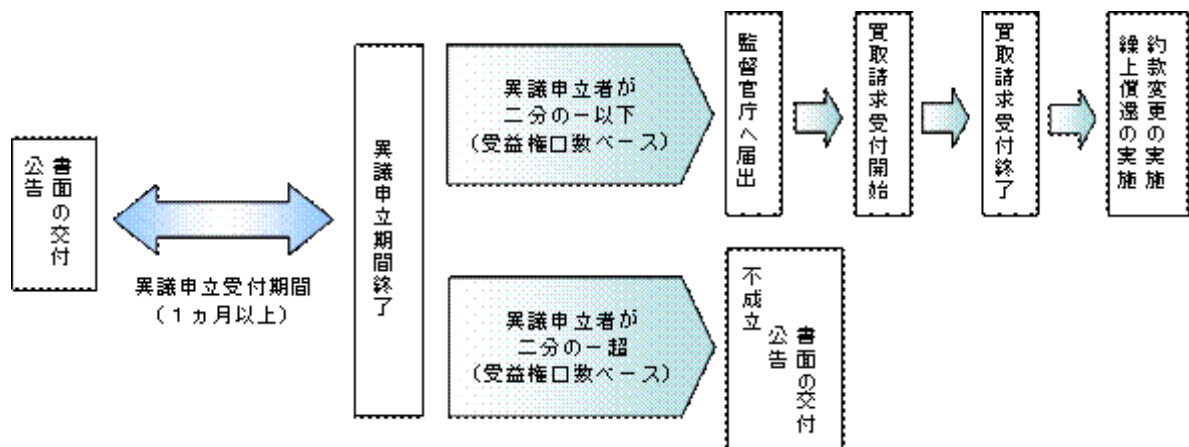 書面の交付
公告
異議申立受付期間
（１ヵ月以上）
異議申立期間終了
異議申立者が
二分の一以下
（受益権口数ベース）
監督官庁へ届出
買取請求受付開始
買取請求受付終了
約款変更の実施
繰上償還の実施
異議申立者が
二分の一超
（受益権口数ベース）
不成立
書面の交付
公告